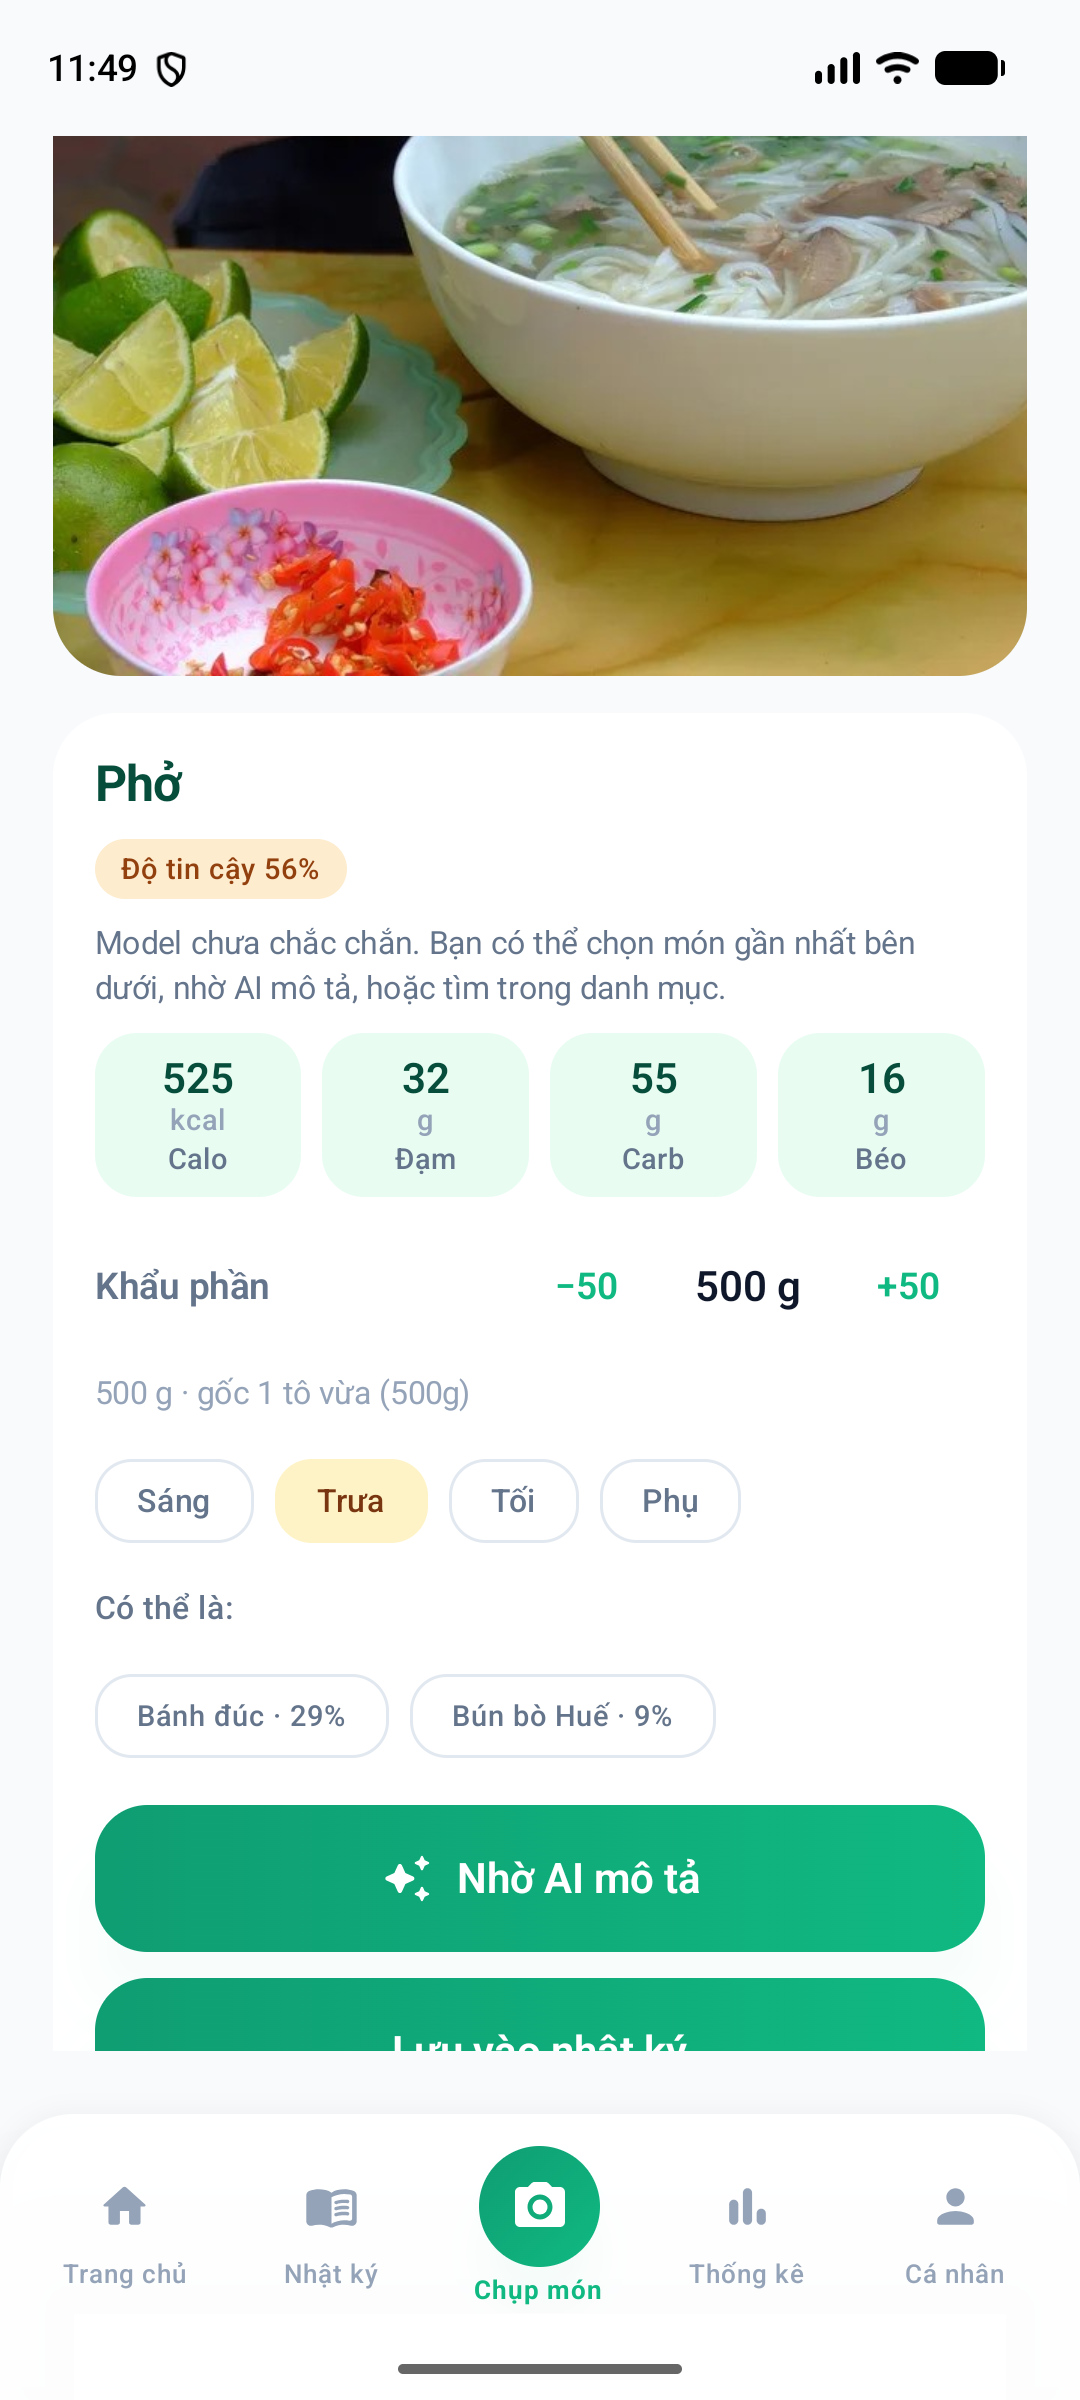 11:49
Phở
Độ tin cậy 56%
Model chưa chắc chắn. Bạn có thể chọn món gần nhất bên
dưới, nhờ AI mô tả, hoặc tìm trong danh mục.
525 32 55 16
kcal g g g
Calo Đạm Carb Béo
Khẩu phần −50 500 g +50
500 g · gốc 1 tô vừa (500g)
Sáng Trưa Tối Phụ
Có thể là:
Bánh đúc · 29% Bún bò Huế · 9%
Nhờ AI mô tả
Lưu vào nhật ký
Trang chủ Nhật ký Chụp món Thống kê Cá nhân